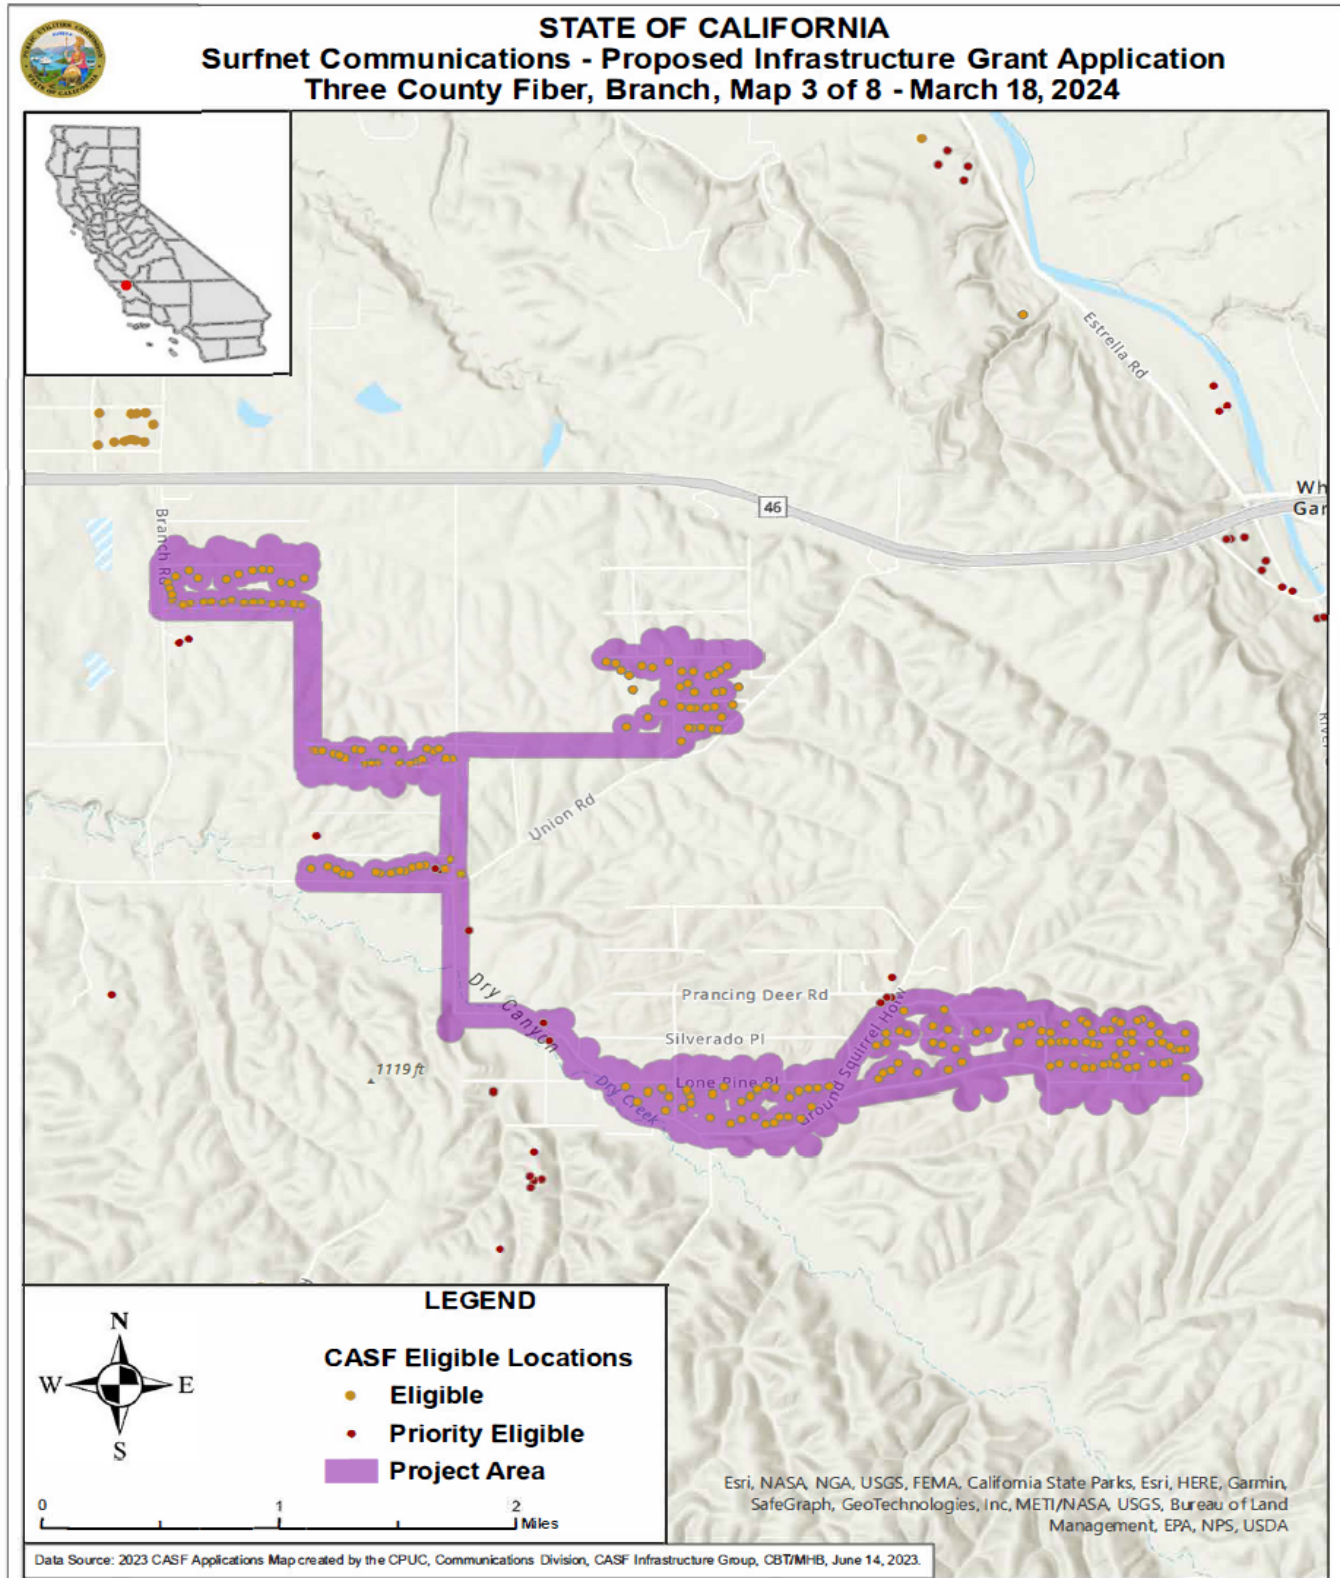 STATE OF CALIFORNIA
Surfnet Communications - Proposed Infrastructure Grant Application
Three County Fiber, Branch, Map 3 of 8 - March 18, 2024
Estrella Rd
Wh
Gar
46
Branch Rd
Union Rd
Dry Canyon
Prancing Deer Rd
Silverado Pl
Lone Pine Pl
Ground Squirrel Holw
Dry Creek
1119 ft
LEGEND
CASF Eligible Locations
Eligible
Priority Eligible
Project Area
N
W
E
S
0 1 2
Miles
Esri, NASA, NGA, USGS, FEMA, California State Parks, Esri, HERE, Garmin,
SafeGraph, GeoTechnologies, Inc, METI/NASA, USGS, Bureau of Land
Management, EPA, NPS, USDA
Data Source: 2023 CASF Applications Map created by the CPUC, Communications Division, CASF Infrastructure Group, CBT/MHB, June 14, 2023.